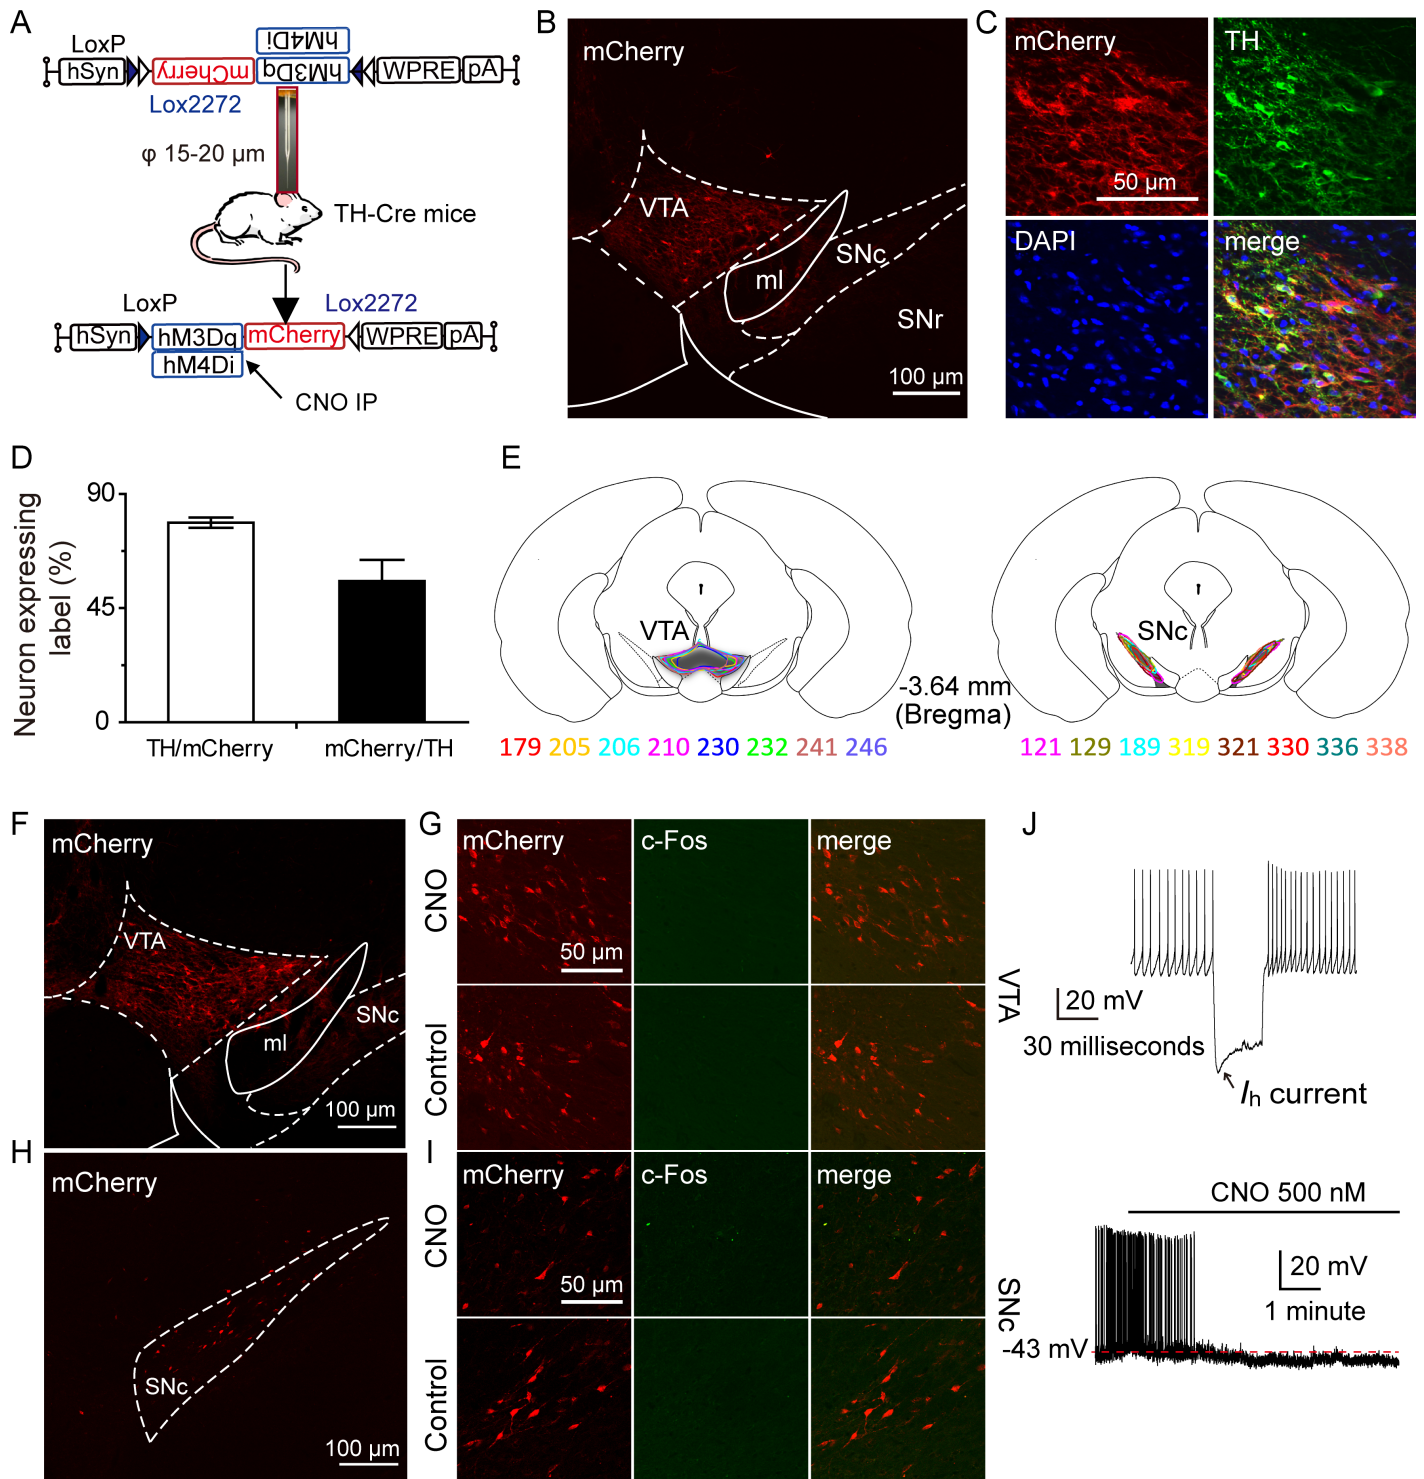 A
LoxP
hM4Di
hSyn
mCherry
hM3Dq
WPRE
pA
Lox2272
φ 15-20 µm
TH-Cre mice
LoxP
Lox2272
hSyn
hM3Dq
mCherry
WPRE
pA
hM4Di
CNO IP
B
mCherry
VTA
SNc
ml
SNr
100 µm
C
mCherry
TH
50 µm
DAPI
merge
D
Neuron expressing
label (%)
90
45
0
TH/mCherry
mCherry/TH
E
VTA
SNc
-3.64 mm
(Bregma)
179 205 206 210 230 232 241 246
121 129 189 319 321 330 336 338
F
mCherry
VTA
SNc
ml
100 µm
G
mCherry
c-Fos
merge
CNO
50 µm
Control
H
mCherry
SNc
100 µm
I
mCherry
c-Fos
merge
CNO
50 µm
Control
J
VTA
20 mV
30 milliseconds
Ih current
CNO 500 nM
SNc
20 mV
1 minute
-43 mV